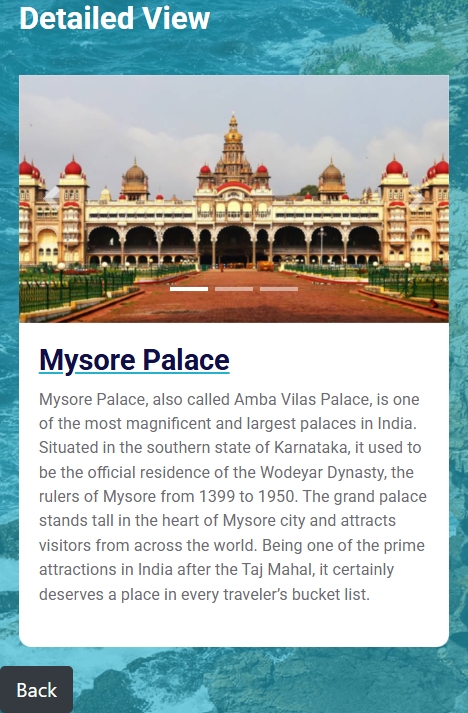 Detailed View
Mysore Palace
Mysore Palace, also called Amba Vilas Palace, is one
of the most magnificent and largest palaces in India.
Situated in the southern state of Karnataka, it used to
be the official residence of the Wodeyar Dynasty, the
rulers of Mysore from 1399 to 1950. The grand palace
stands tall in the heart of Mysore city and attracts
visitors from across the world. Being one of the prime
attractions in India after the Taj Mahal, it certainly
deserves a place in every traveler’s bucket list.
Back